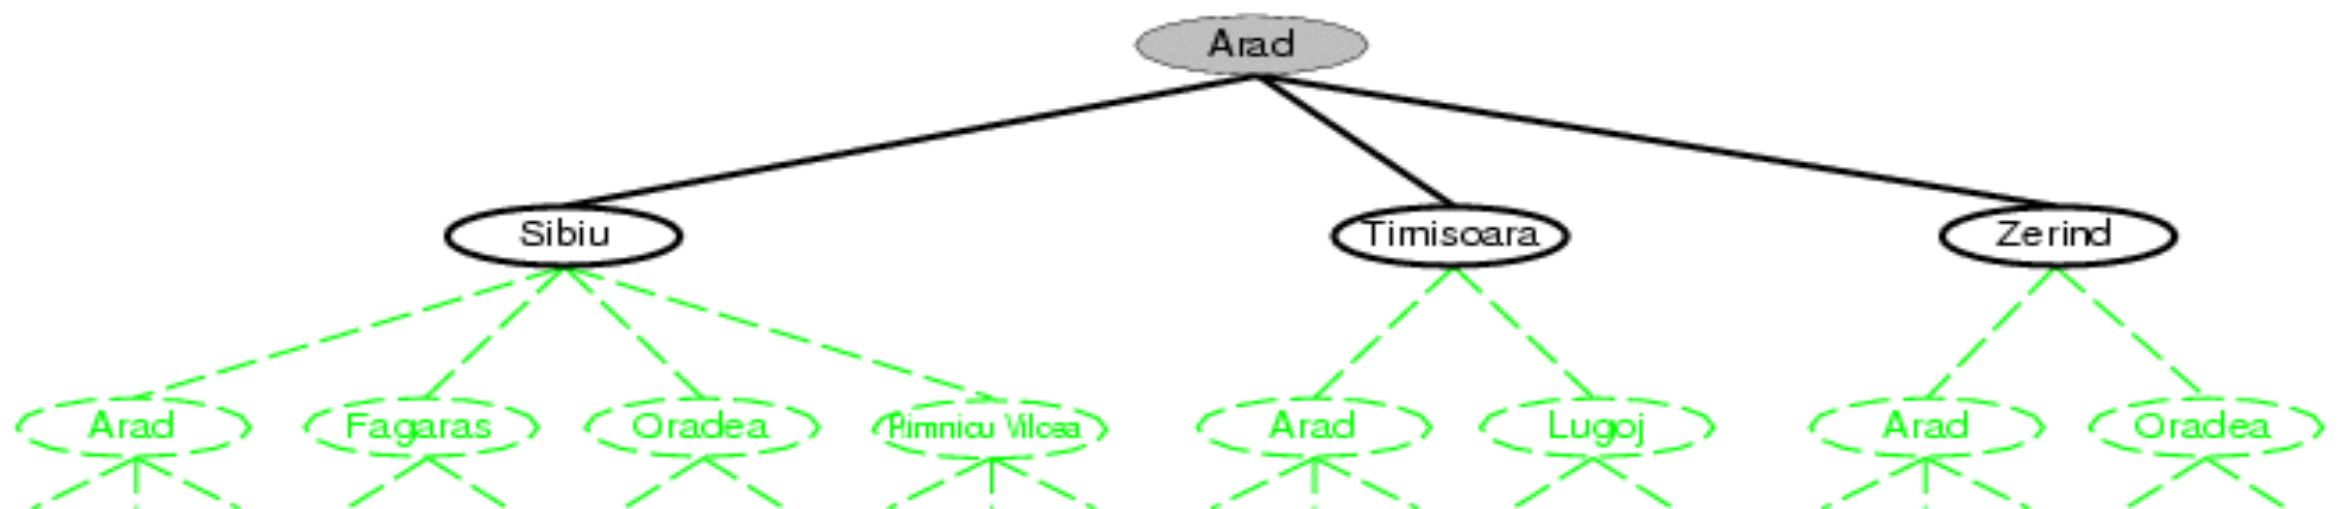 Arad
Sibiu Timisoara Zerind
Arad Fagaras Oradea Rimnicu Vilcea Arad Lugoj Arad Oradea